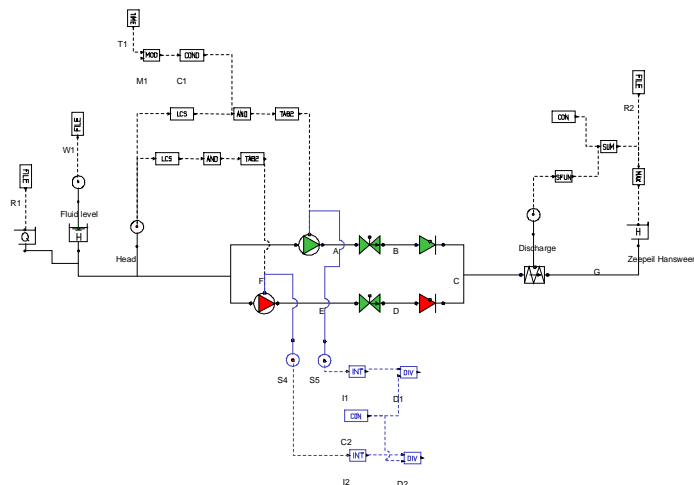 TIME
T1
MOD
COND
M1
C1
FILE
R2
CON
LCS
AND
TAB2
FILE
W1
SUM
LCS
AND
TAB2
FILE
R1
SFUN
MAX
Fluid level
Q
H
H
Head
A
B
Discharge
Zeepeil Hansweer
C
F
G
E
D
S4
S5
INT
DIV
I1
D1
CON
C2
INT
DIV
I2
D2